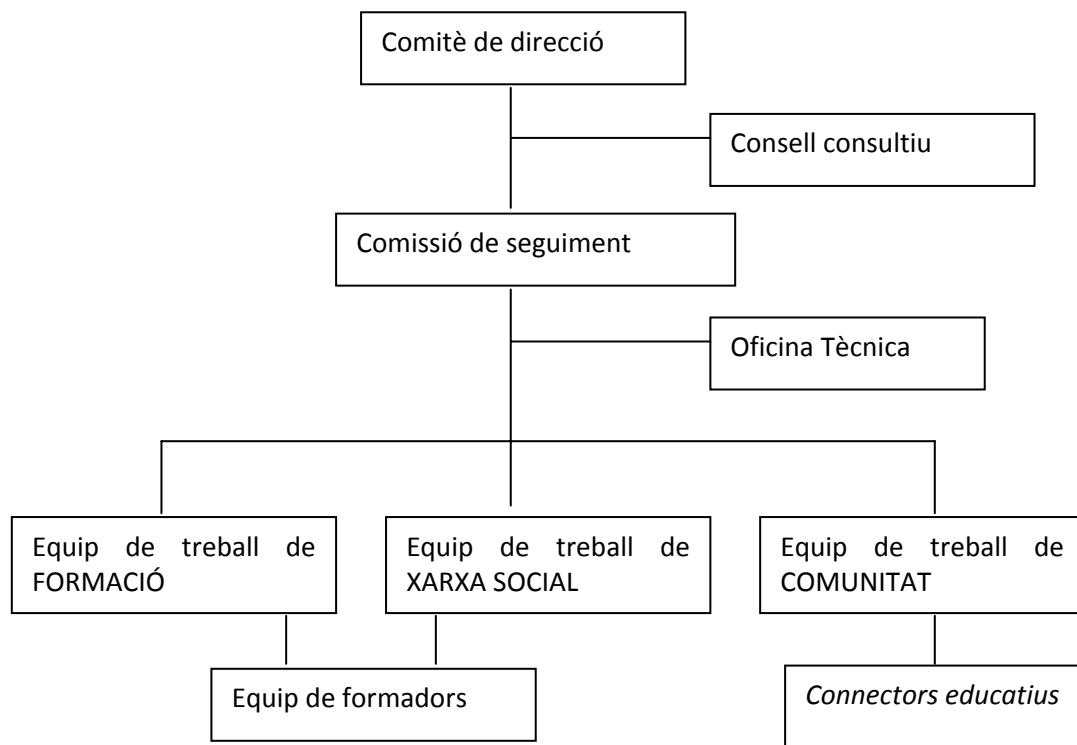 Comitè de direcció
Consell consultiu
Comissió de seguiment
Oficina Tècnica
Equip de treball de
FORMACIÓ
Equip de treball de
XARXA SOCIAL
Equip de treball de
COMUNITAT
Equip de formadors
Connectors educatius